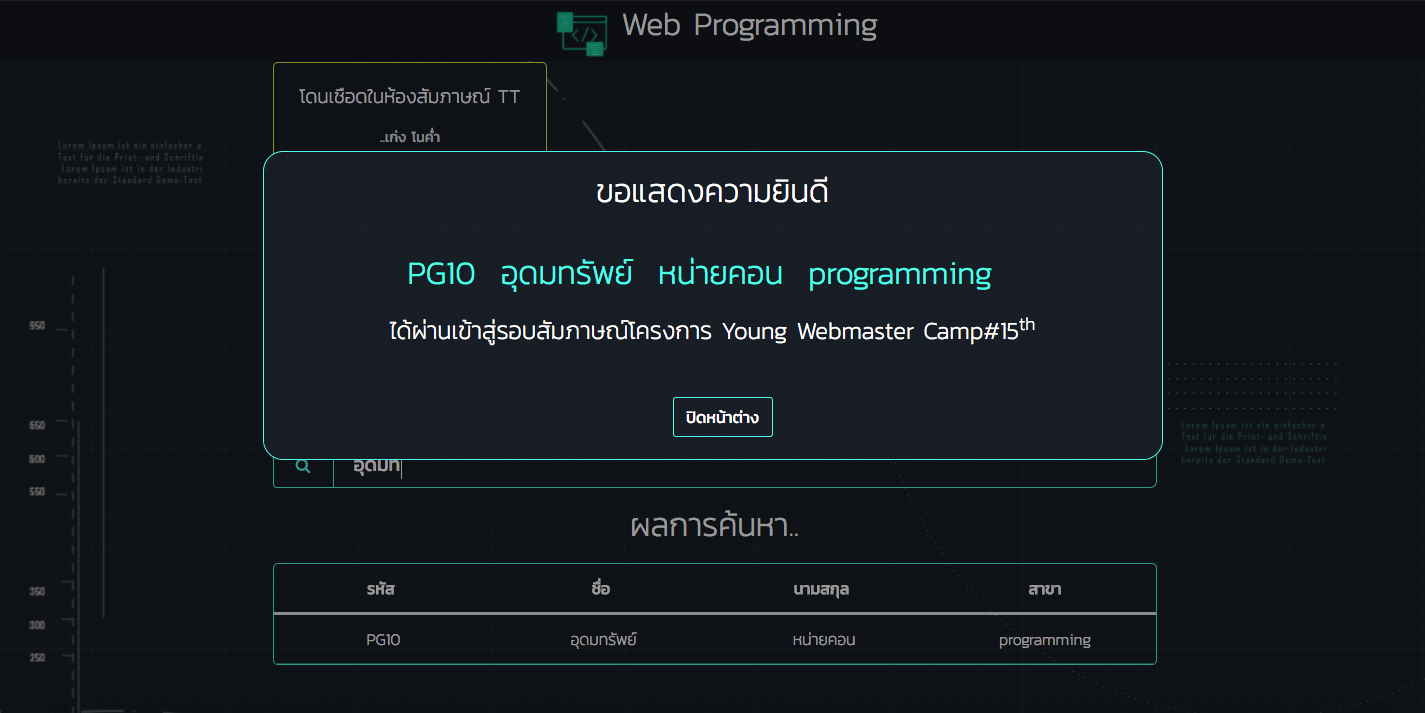 Web Programming
โดนเชือดในห้องสัมภาษณ์ TT
..เก่ง โนค่ำ
Lorem Ipsum ist ein einfacher a
Text für die Print- und Schriftin
Lorem Ipsum ist in der Industri
bereits der Standard Demo-Text
ขอแสดงความยินดี
PG10 อุดมทรัพย์ หน่ายคอน programming
ได้ผ่านเข้าสู่รอบสัมภาษณ์โครงการ Young Webmaster Camp#15th
ปิดหน้าต่าง
950
650
600
550
350
300
250
Lorem Ipsum ist ein einfacher a
Text für die Print- und Schriftin
Lorem Ipsum ist in der Industri
bereits der Standard Demo-Text
อุดมท
ผลการค้นหา..
รหัส ชื่อ นามสกุล สาขา
PG10 อุดมทรัพย์ หน่ายคอน programming